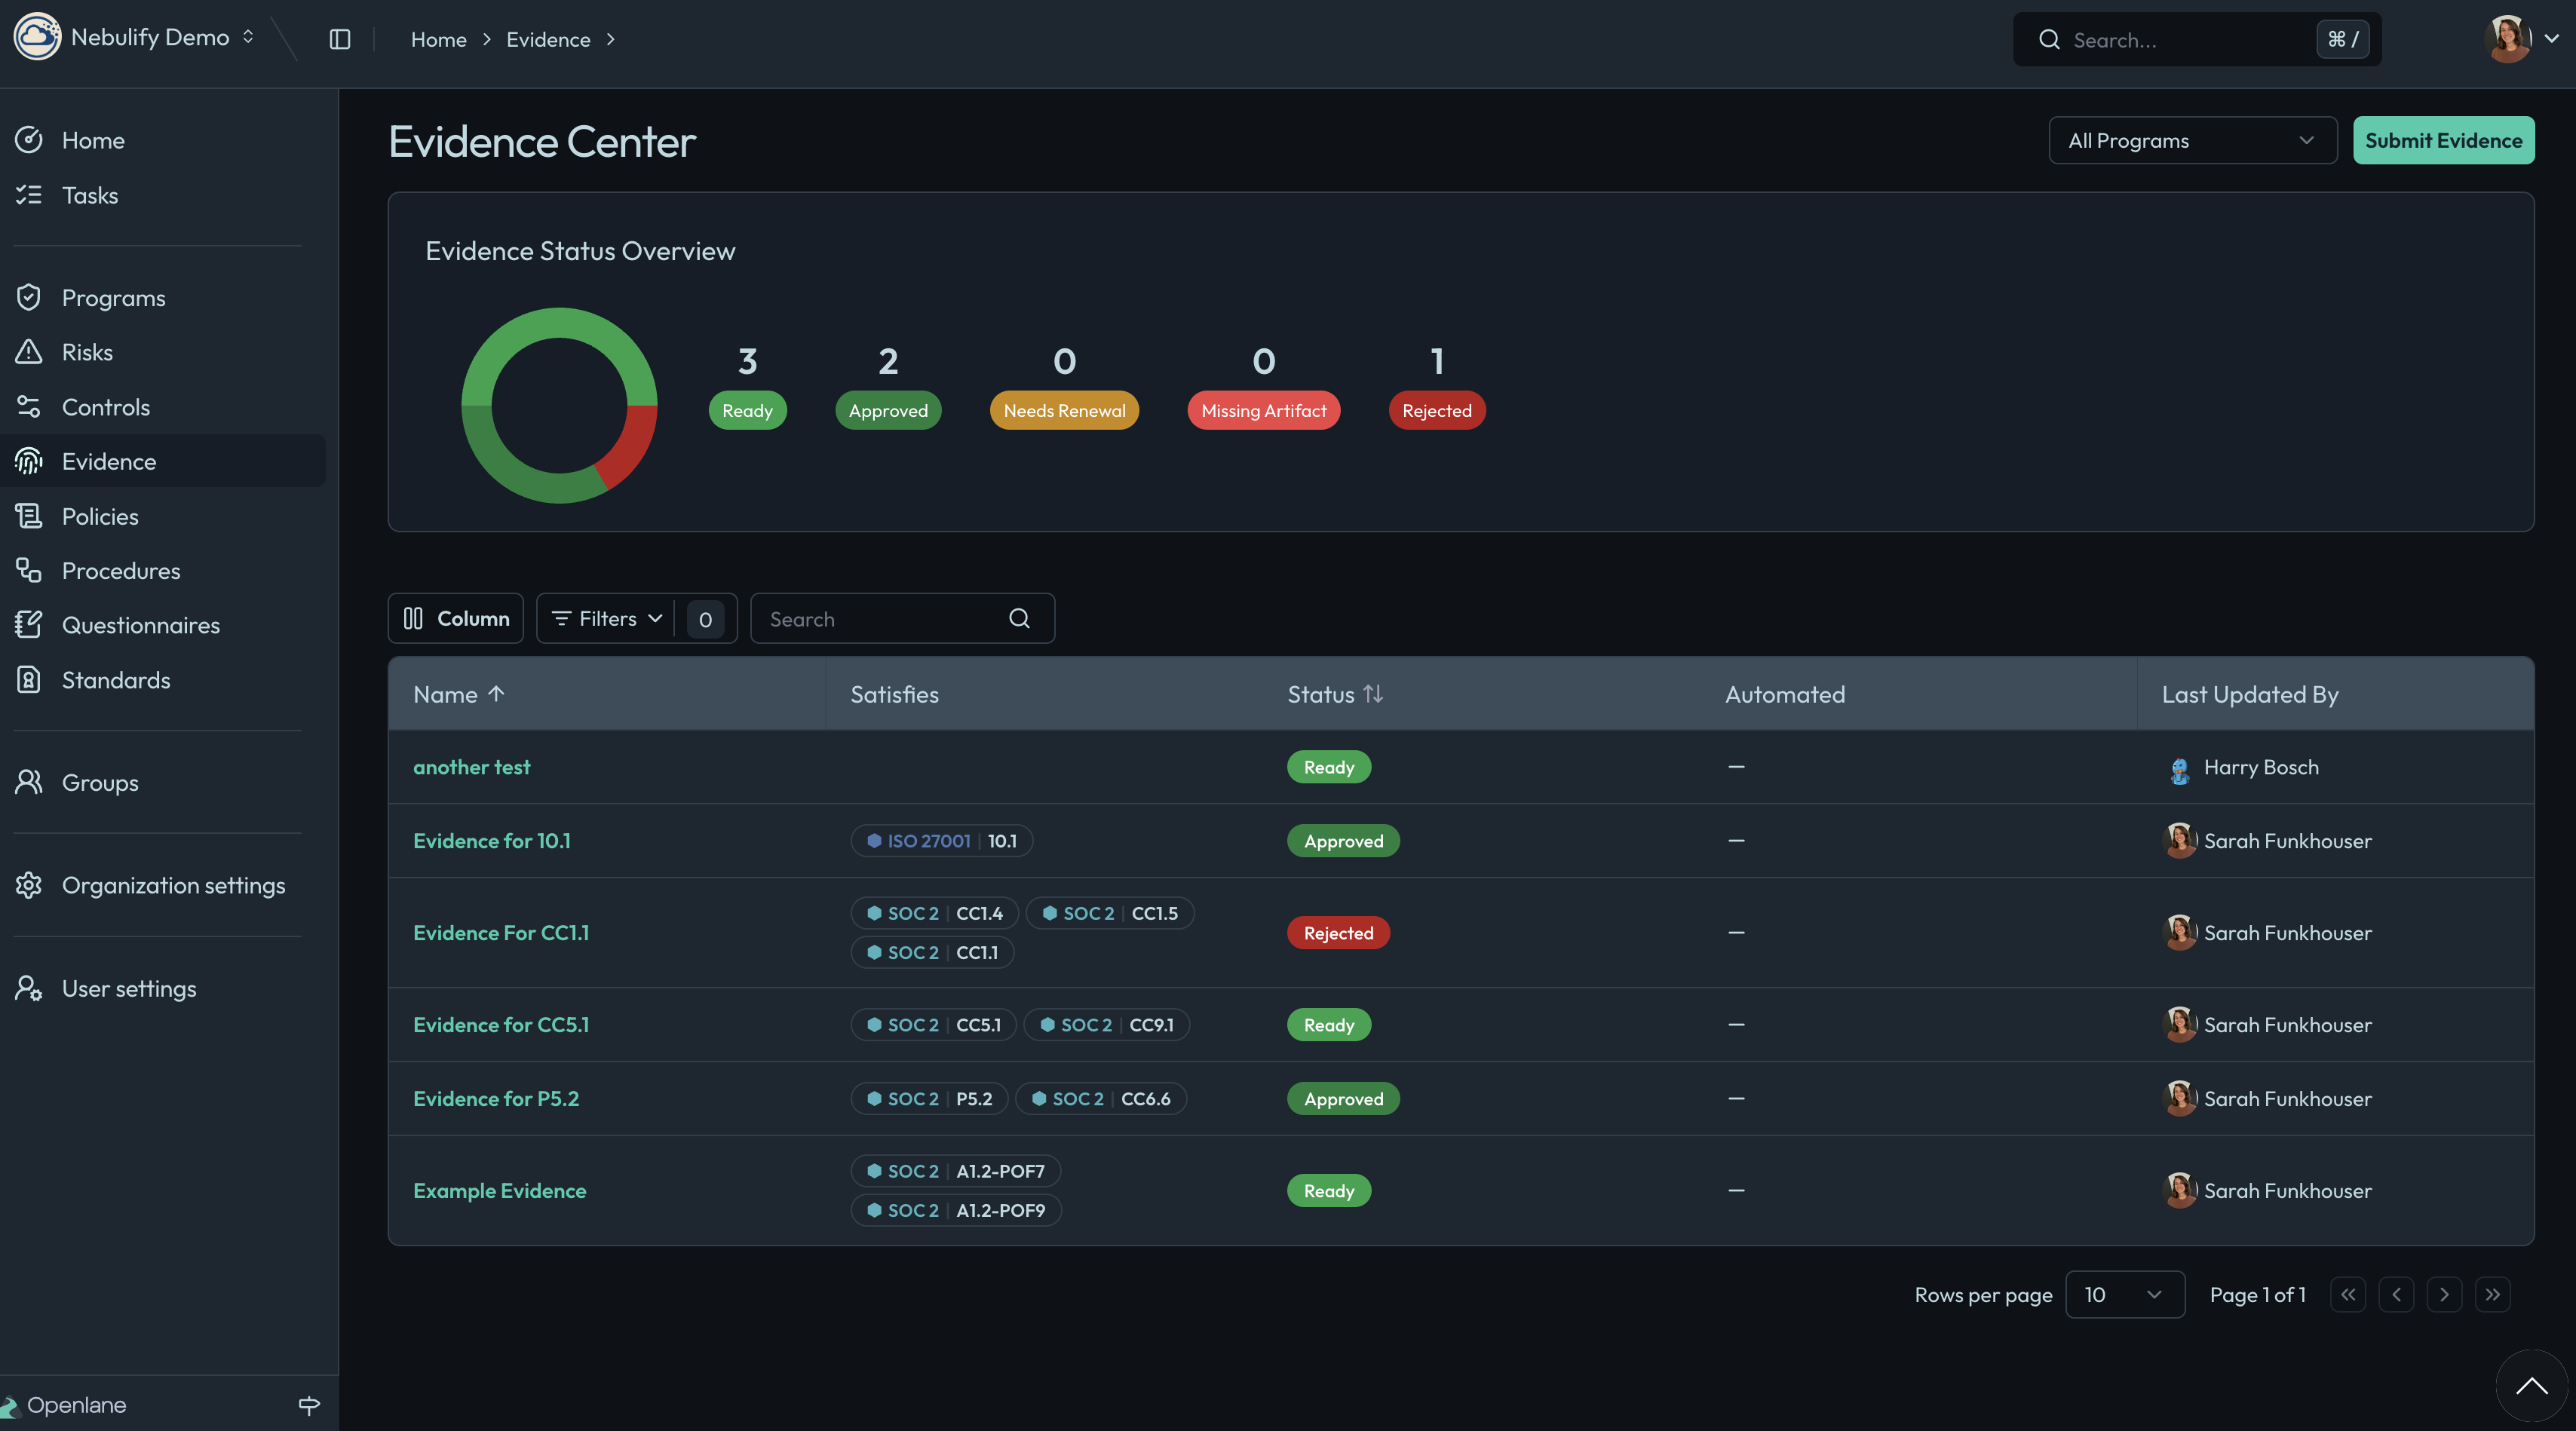 Nebulify Demo
Home > Evidence >
Search...
⌘ /
Home
Tasks
Programs
Risks
Controls
Evidence
Policies
Procedures
Questionnaires
Standards
Groups
Organization settings
User settings
Openlane
Evidence Center
All Programs
Submit Evidence
Evidence Status Overview
3 2 0 0 1
Ready Approved Needs Renewal Missing Artifact Rejected
Column Filters 0 Search
Name Satisfies Status Automated Last Updated By
another test Ready — Harry Bosch
Evidence for 10.1 ISO 27001 | 10.1 Approved — Sarah Funkhouser
Evidence For CC1.1 SOC 2 | CC1.4 SOC 2 | CC1.5 Rejected — Sarah Funkhouser
SOC 2 | CC1.1
Evidence for CC5.1 SOC 2 | CC5.1 SOC 2 | CC9.1 Ready — Sarah Funkhouser
Evidence for P5.2 SOC 2 | P5.2 SOC 2 | CC6.6 Approved — Sarah Funkhouser
Example Evidence SOC 2 | A1.2-POF7 Ready — Sarah Funkhouser
SOC 2 | A1.2-POF9
Rows per page 10 Page 1 of 1